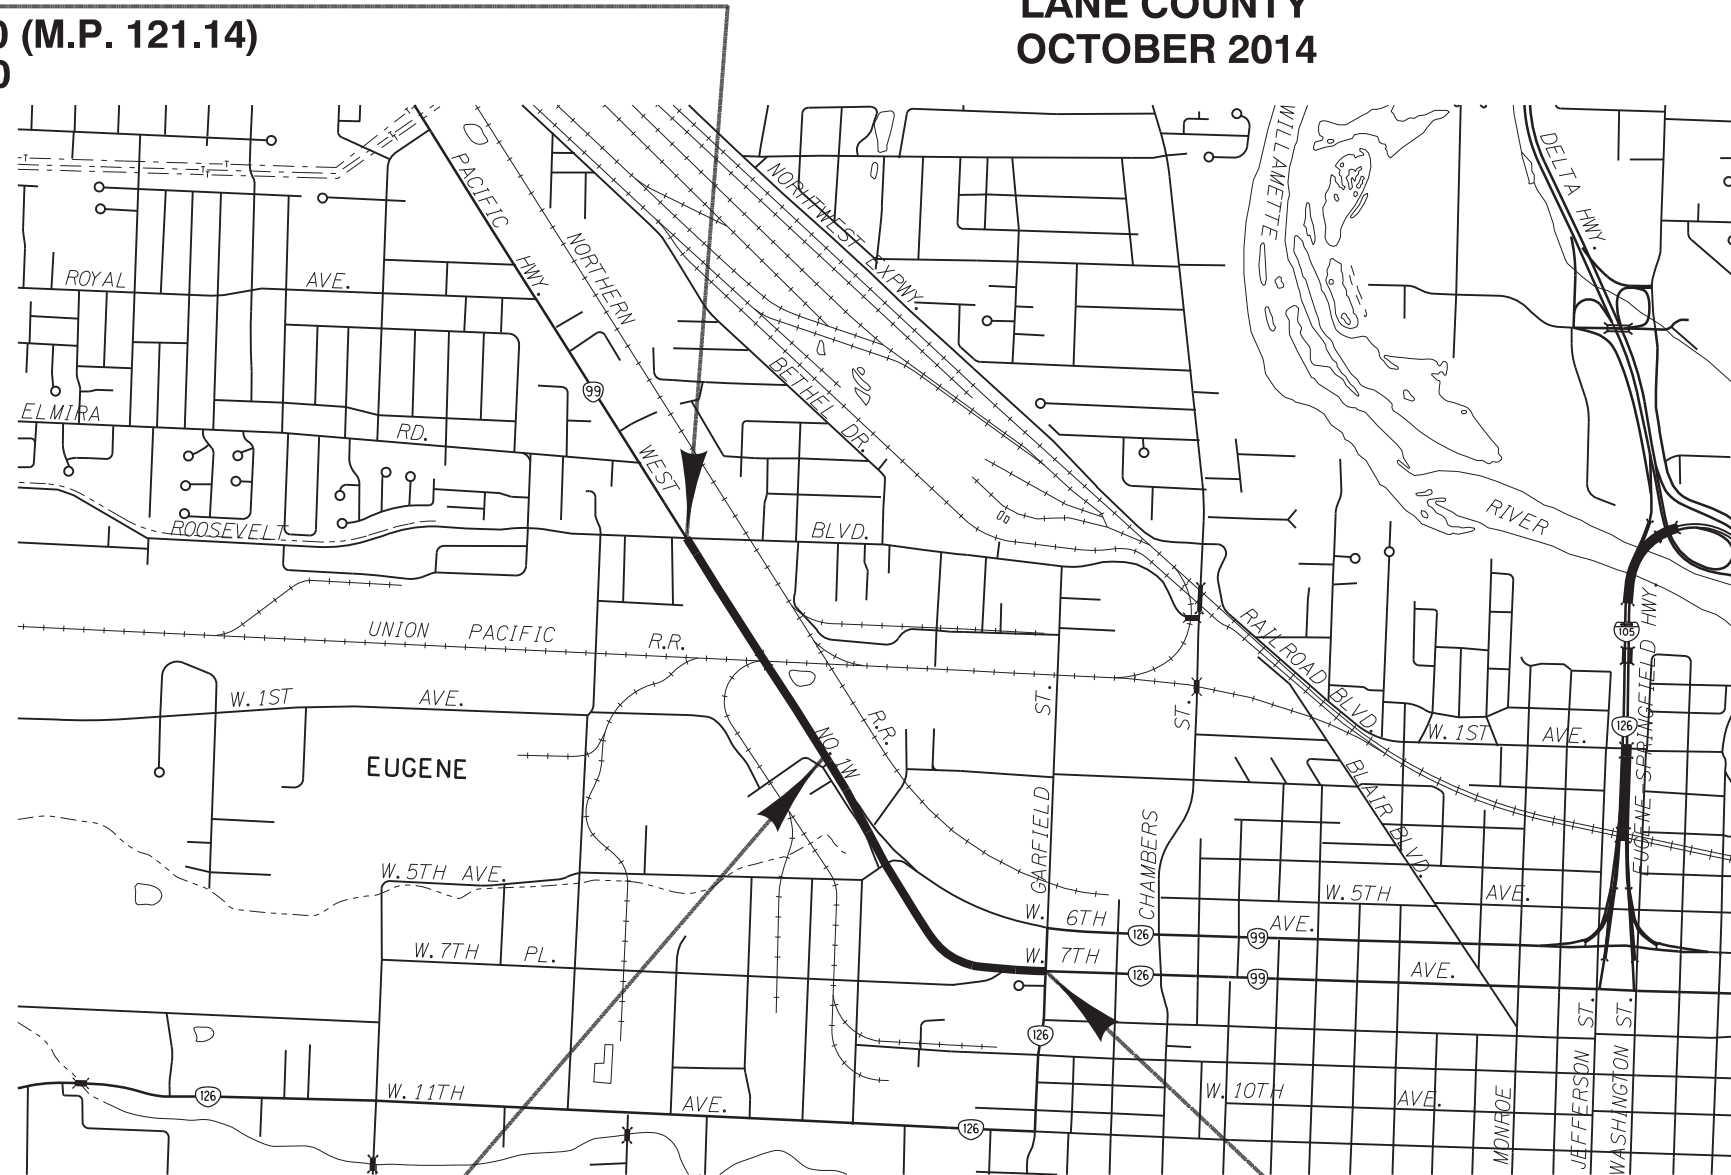 LANE COUNTY
0 (M.P. 121.14)
OCTOBER 2014
0
WILLAMETTE
DELTA HWY.
PACIFIC HWY.
NORTHWEST EXPWY.
NORTHERN
ROYAL AVE.
BETHEL DR.
99
ELMIRA RD.
WEST
RIVER
ROOSEVELT BLVD.
UNION PACIFIC R.R.
RAILROAD BLVD.
105
EUGENE-SPRINGFIELD HWY.
W. 1ST AVE.
ST.
ST.
R.R.
NO. 1W
126
W. 1ST AVE.
EUGENE
BLAIR BLVD.
GARFIELD
CHAMBERS
W. 5TH AVE.
W. 5TH AVE.
W. 6TH 126 99 AVE.
W. 7TH PL.
W. 7TH 126 99 AVE.
126
JEFFERSON ST.
WASHINGTON ST.
126
W. 11TH AVE.
126
W. 10TH AVE.
MONROE